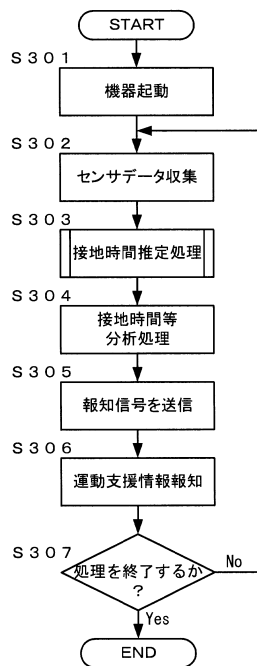 START
S301
機器起動
S302
センサデータ収集
S303
接地時間推定処理
S304
接地時間等
分析処理
S305
報知信号を送信
S306
運動支援情報報知
S307
処理を終了するか
?
No
Yes
END